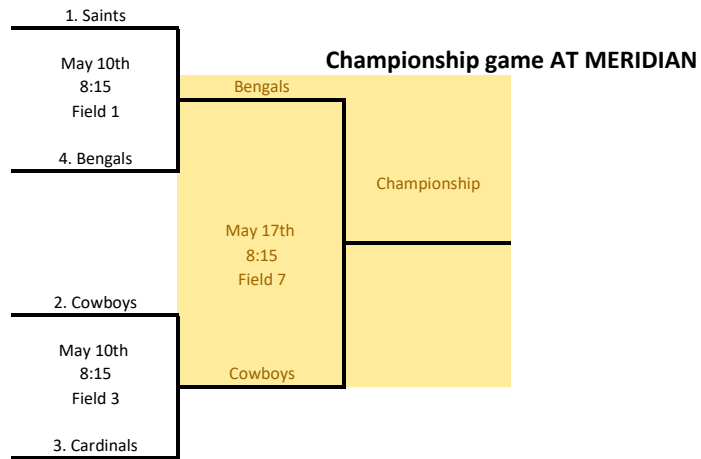 1. Saints
Championship game AT MERIDIAN
May 10th
8:15
Field 1
Bengals
4. Bengals
Championship
May 17th
8:15
Field 7
2. Cowboys
May 10th
8:15
Field 3
Cowboys
3. Cardinals